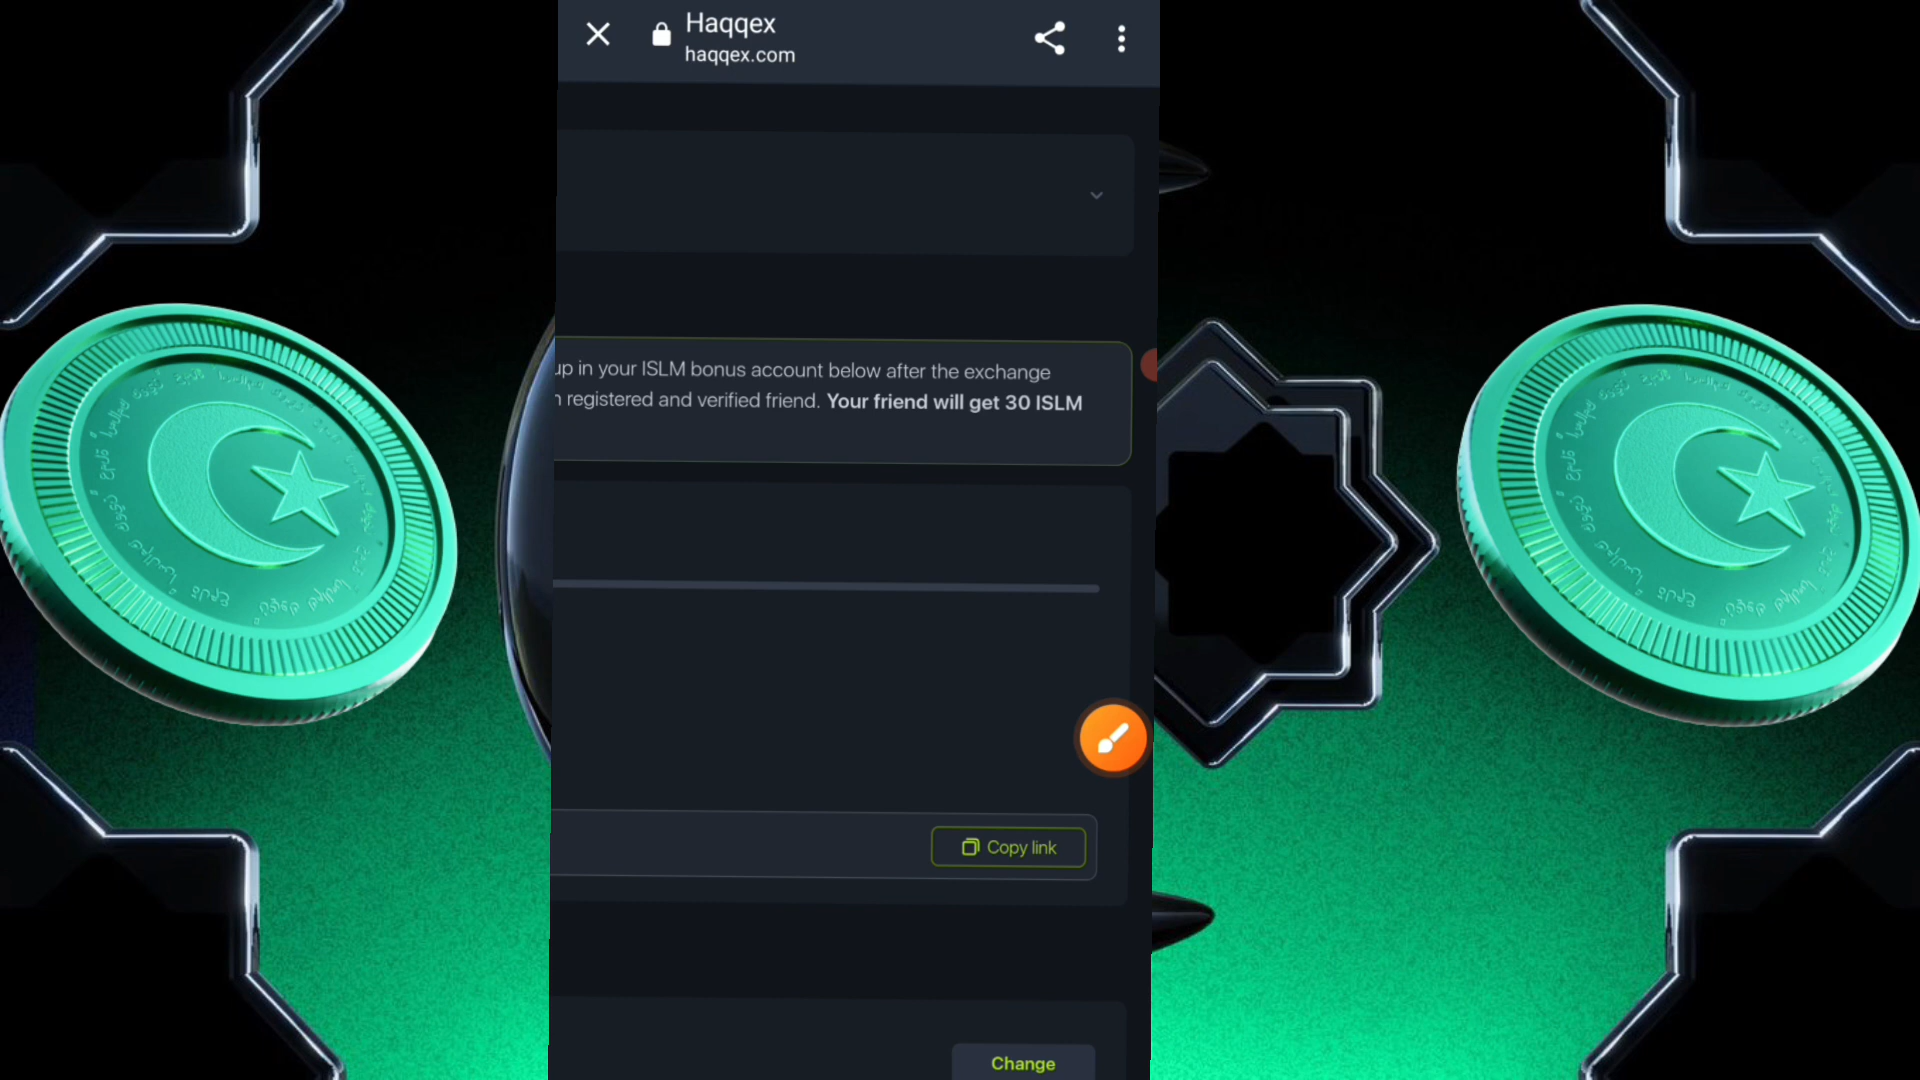 Haqqex
haqqex.com
up in your ISLM bonus account below after the exchange
registered and verified friend. Your friend will get 30 ISLM
Copy link
Change